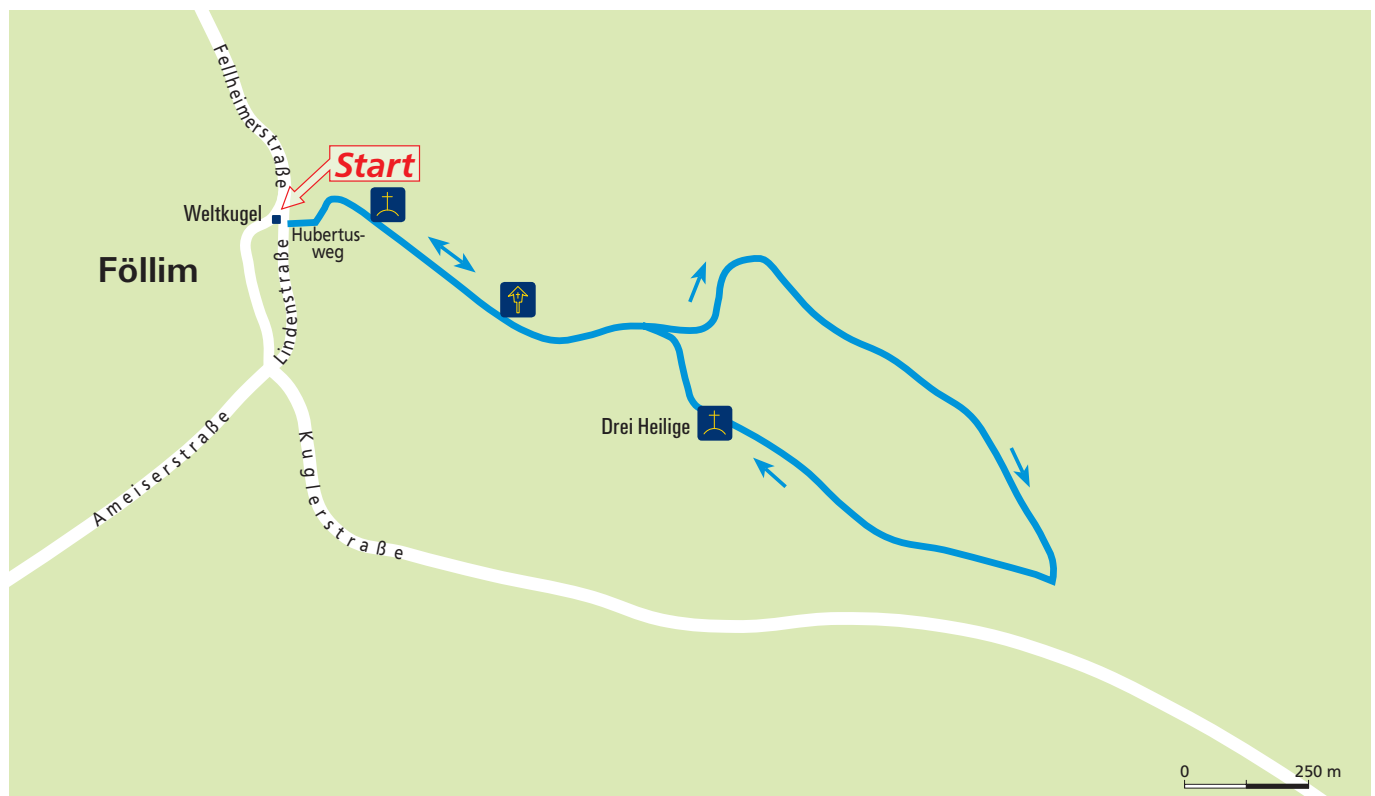 Fellheimerstraße
Start
Weltkugel
Hubertus-
weg
Föllim
Lindenstraße
Drei Heilige
Ameiserstraße
Kuglerstraße
0 250 m